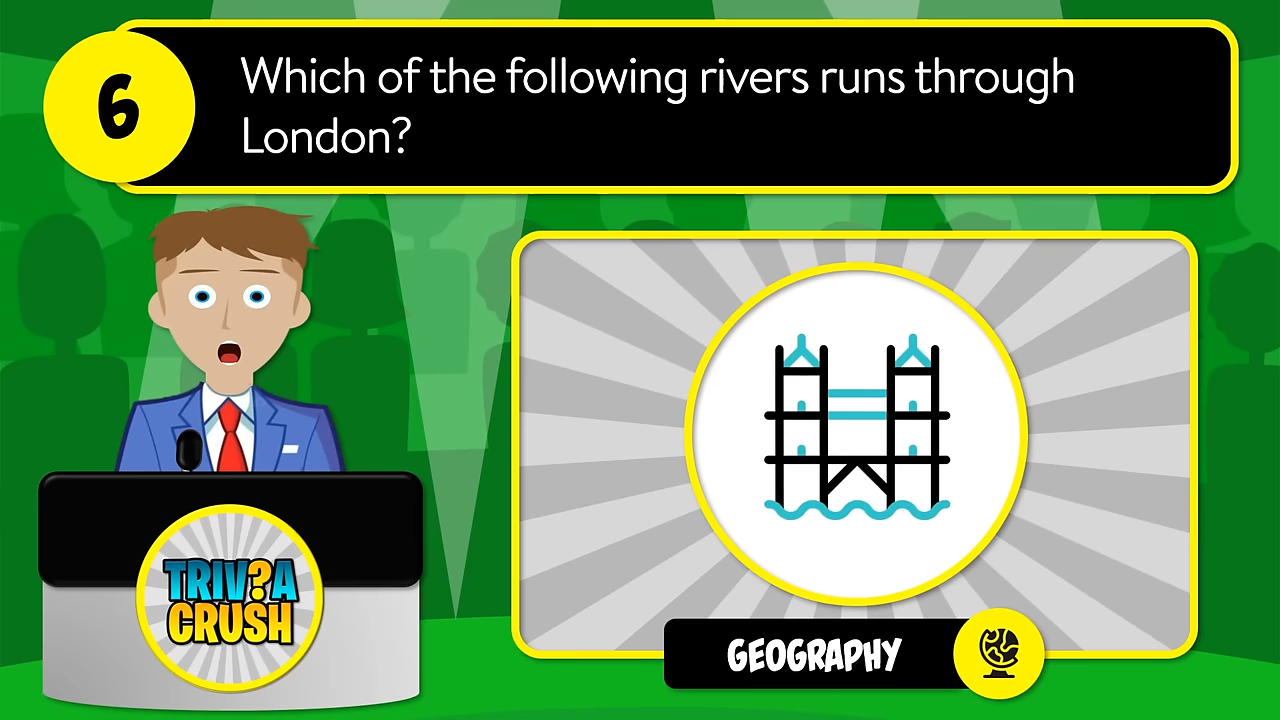 6
Which of the following rivers runs through
London?
TRIV?A
CRUSH
GEOGRAPHY